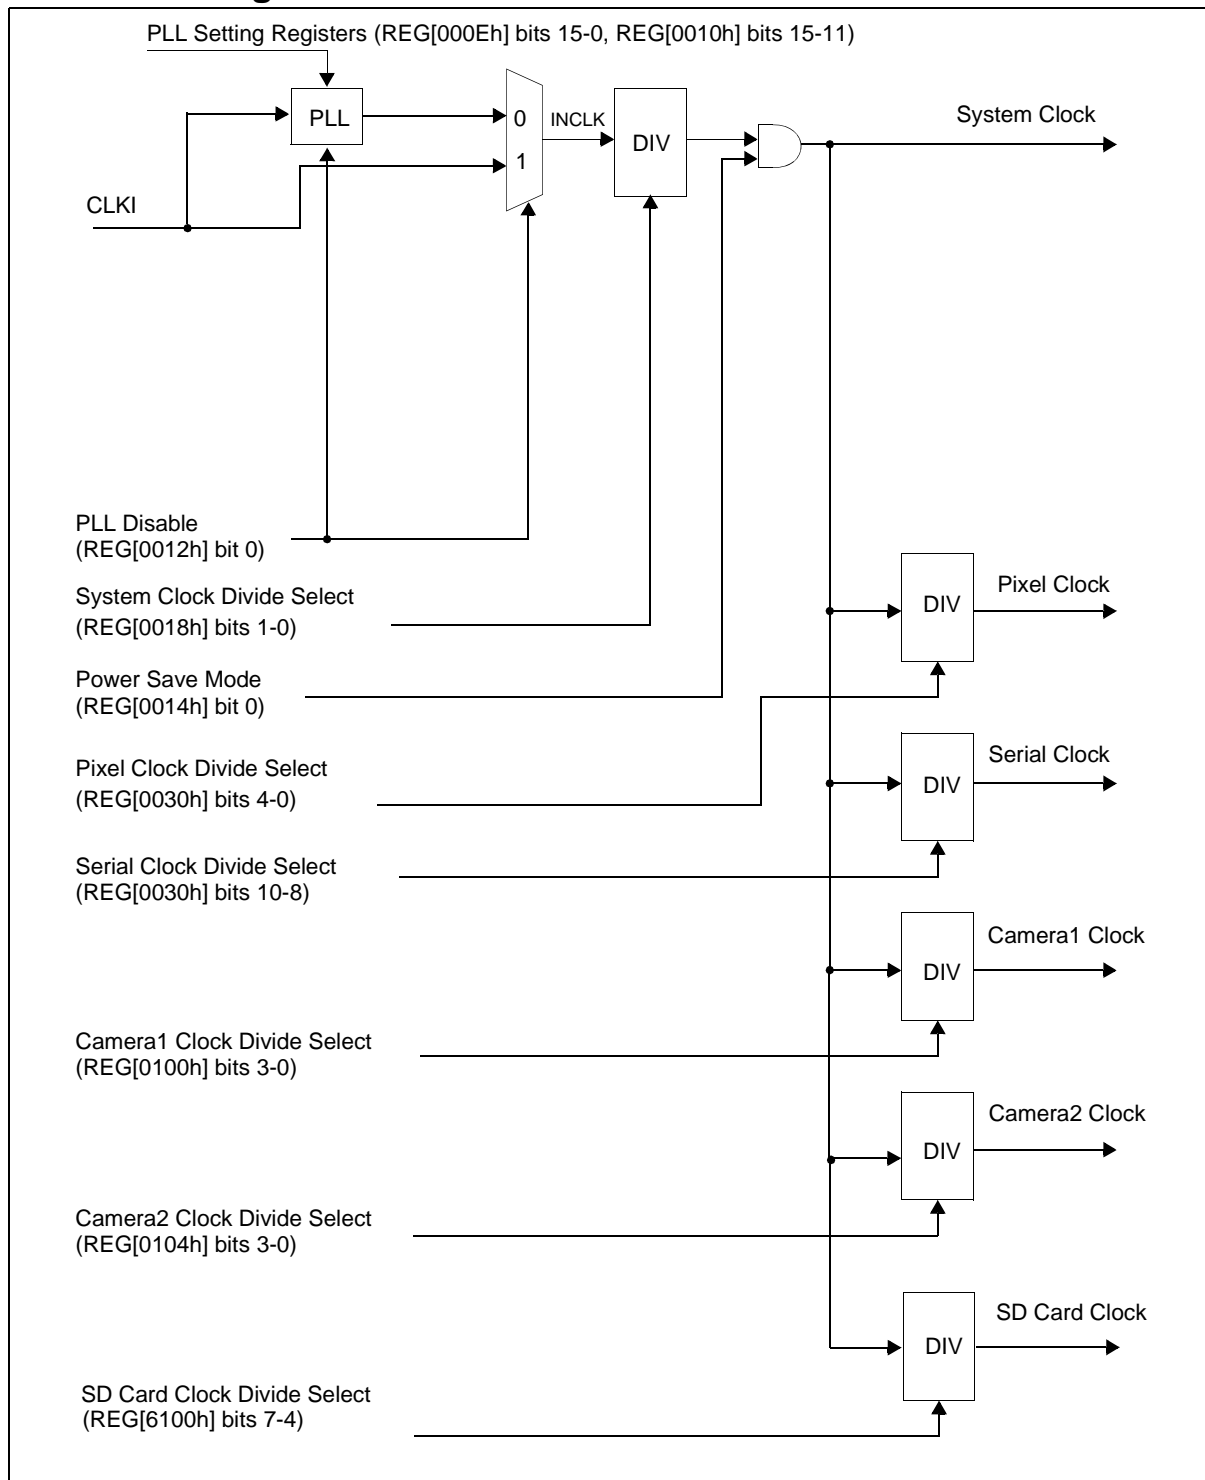 PLL Setting Registers (REG[000Eh] bits 15-0, REG[0010h] bits 15-11)
PLL
0
1
INCLK
DIV
System Clock
CLKI
PLL Disable
(REG[0012h] bit 0)
System Clock Divide Select
(REG[0018h] bits 1-0)
DIV
Pixel Clock
Power Save Mode
(REG[0014h] bit 0)
Pixel Clock Divide Select
(REG[0030h] bits 4-0)
DIV
Serial Clock
Serial Clock Divide Select
(REG[0030h] bits 10-8)
DIV
Camera1 Clock
Camera1 Clock Divide Select
(REG[0100h] bits 3-0)
DIV
Camera2 Clock
Camera2 Clock Divide Select
(REG[0104h] bits 3-0)
DIV
SD Card Clock
SD Card Clock Divide Select
(REG[6100h] bits 7-4)